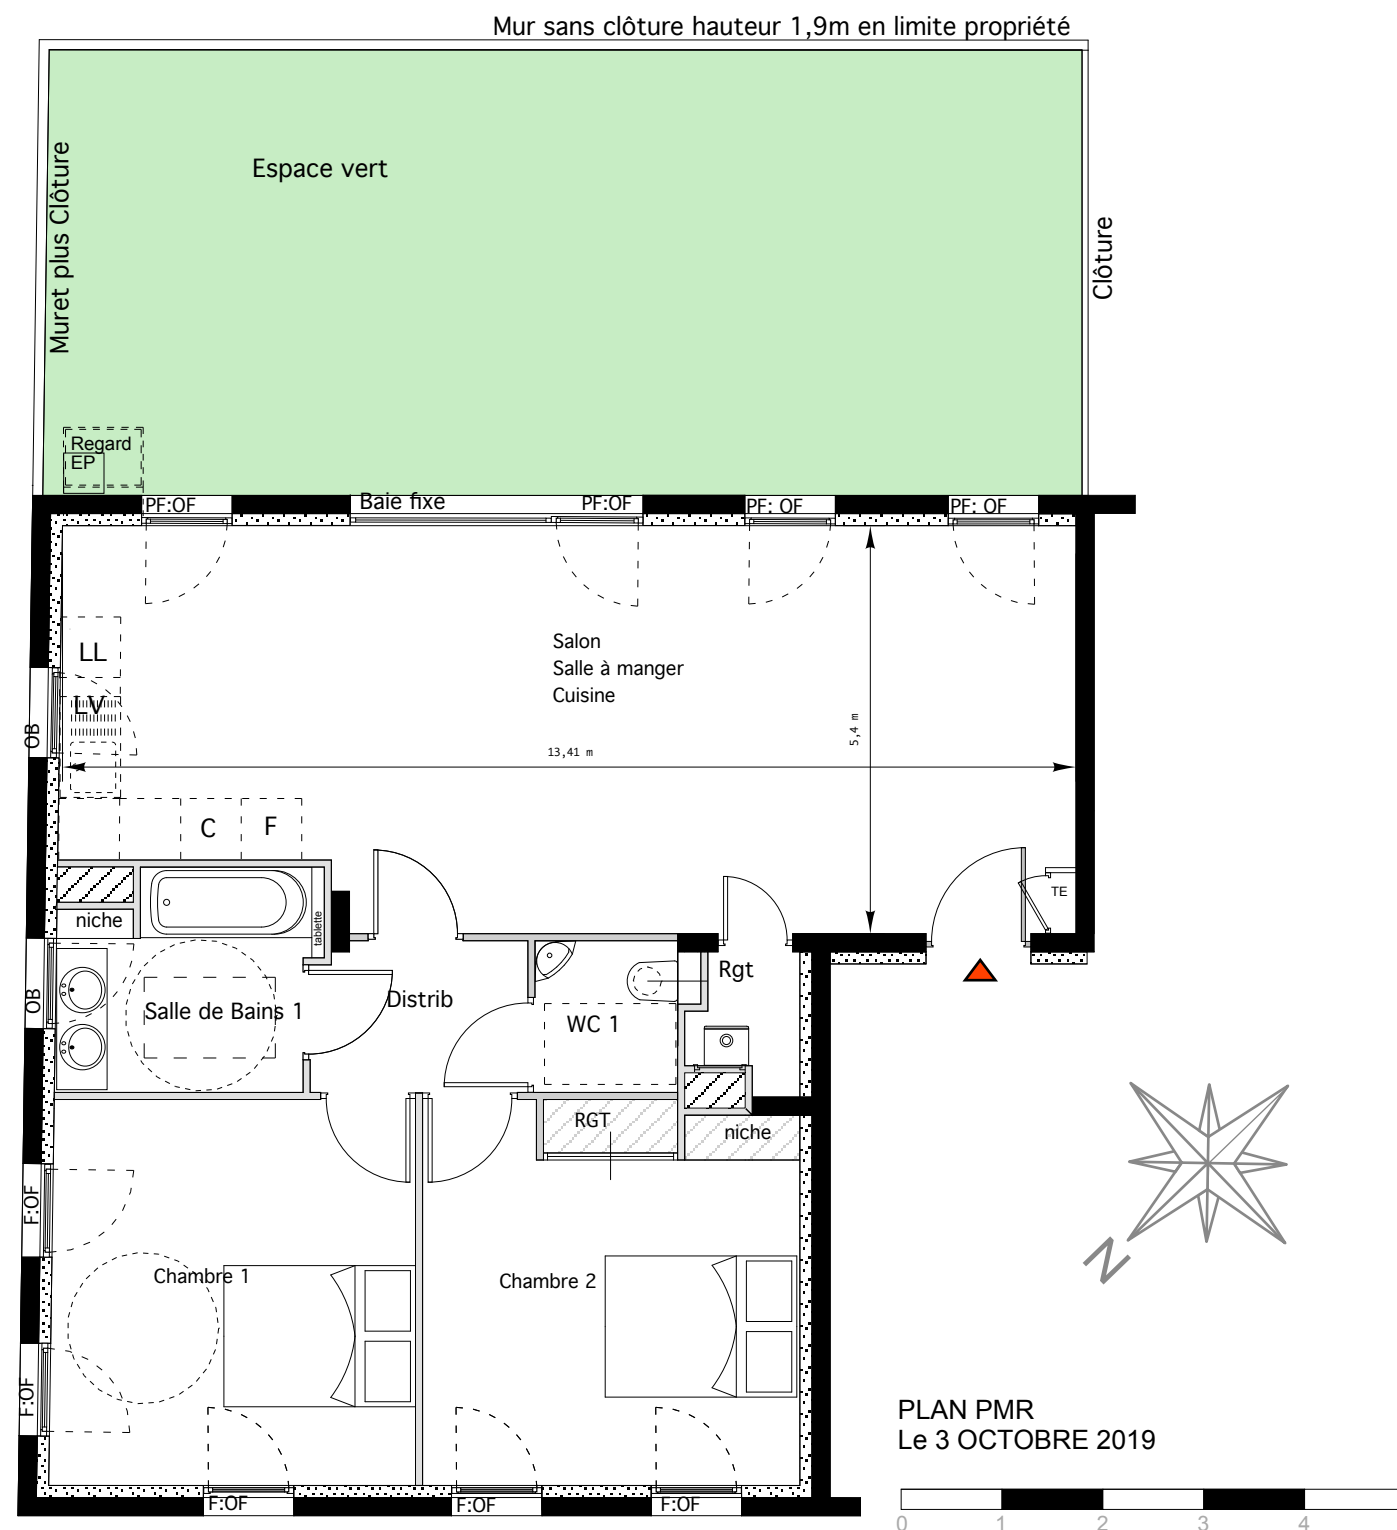 Mur sans clôture hauteur 1,9m en limite propriété
Muret plus Clôture
Espace vert
Clôture
Regard
EP
PF:OF
Baie fixe
PF:OF
PF: OF
PF: OF
Salon
Salle à manger
Cuisine
LL
LV
OB
13,41 m
5,4 m
C
F
TE
niche
tablette
OB
Salle de Bains 1
Distrib
WC 1
Rgt
RGT
niche
F:OF
Chambre 1
Chambre 2
F:OF
F:OF
F:OF
F:OF
N
PLAN PMR
Le 3 OCTOBRE 2019
0 1 2 3 4